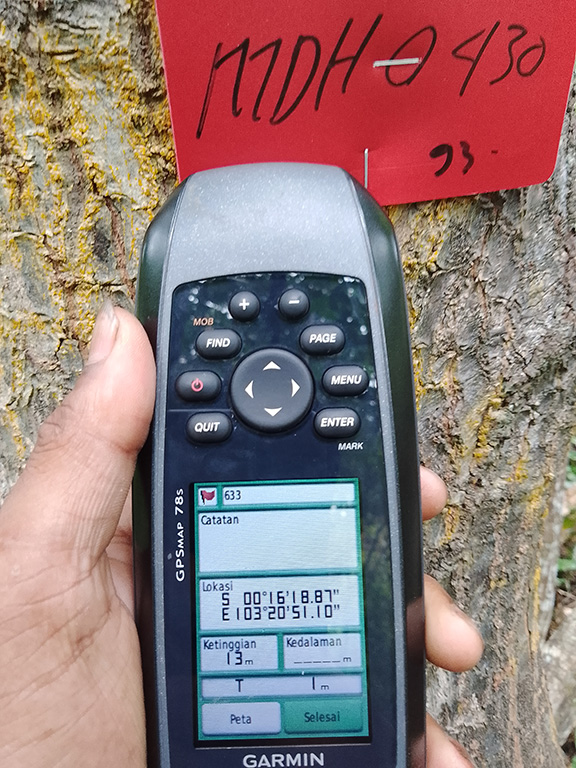 MDH-0430
93.
+
-
MOB
FIND
PAGE
MENU
QUIT
ENTER
MARK
GPSMAP 78s
633
Catatan
Lokasi
S 00°16'18.87"
E103°20'51.10"
Ketinggian
13m
Kedalaman
_____m
T 1m
Peta
Selesai
GARMIN